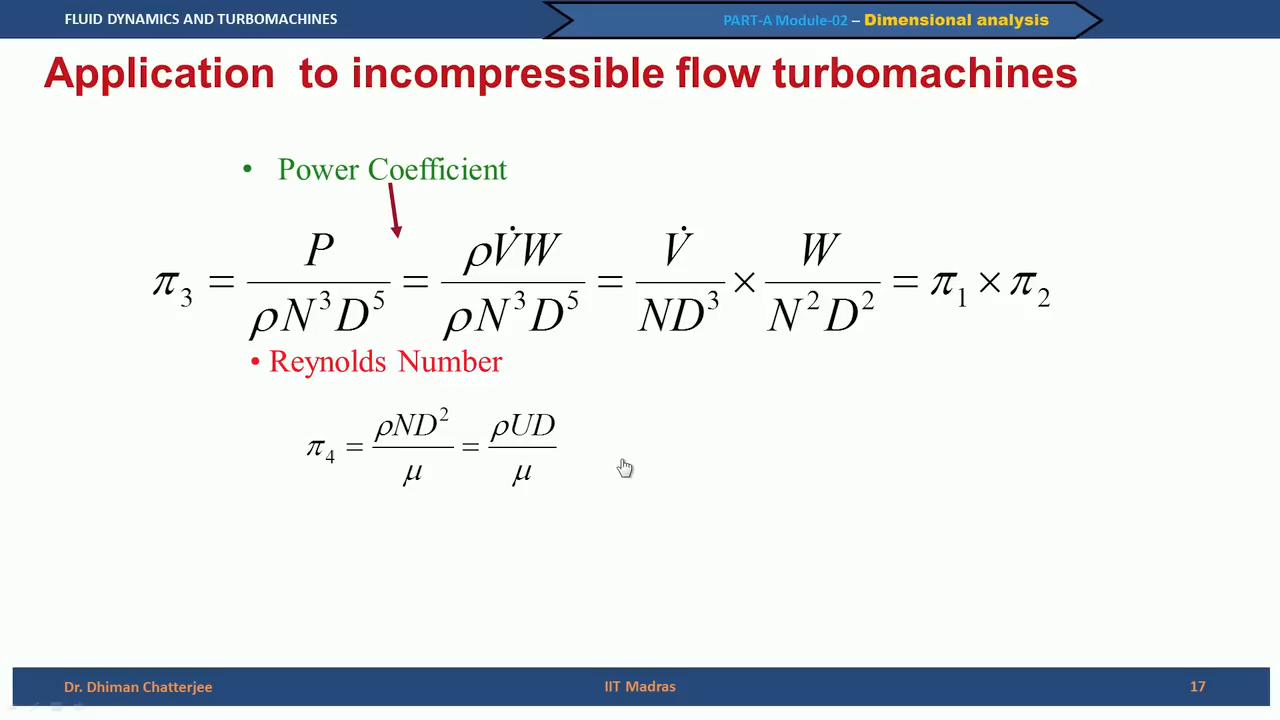 FLUID DYNAMICS AND TURBOMACHINES
PART-A Module-02 – Dimensional analysis
Application to incompressible flow turbomachines
• Power Coefficient
π₃ = P / ρN³D⁵ = ρV̇W / ρN³D⁵ = V̇ / ND³ × W / N²D² = π₁ × π₂
• Reynolds Number
π₄ = ρND² / μ = ρUD / μ
Dr. Dhiman Chatterjee
IIT Madras
17